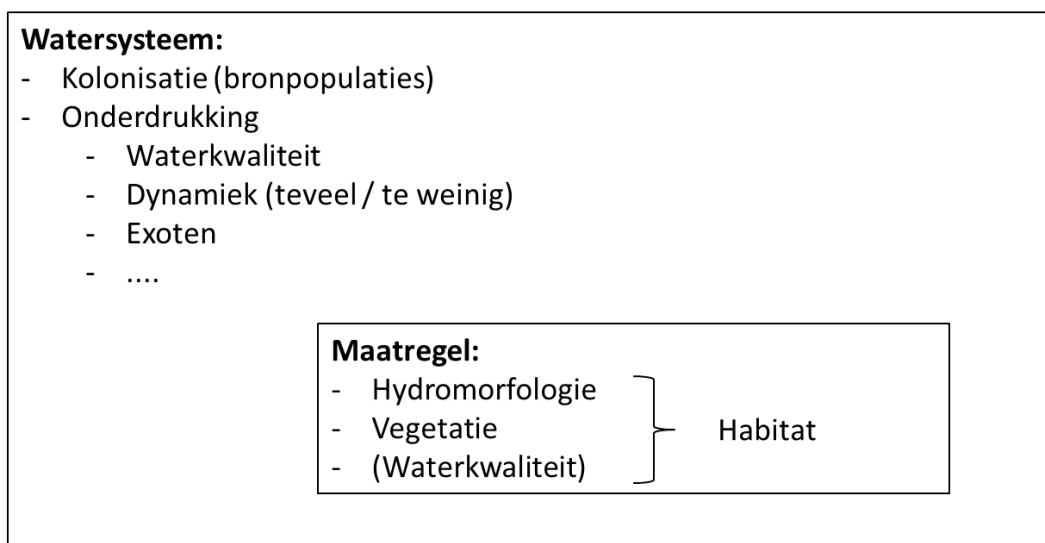 Watersysteem:
- Kolonisatie (bronpopulaties)
- Onderdrukking
- Waterkwaliteit
- Dynamiek (teveel / te weinig)
- Exoten
- ....
Maatregel:
- Hydromorfologie
- Vegetatie
- (Waterkwaliteit)
Habitat